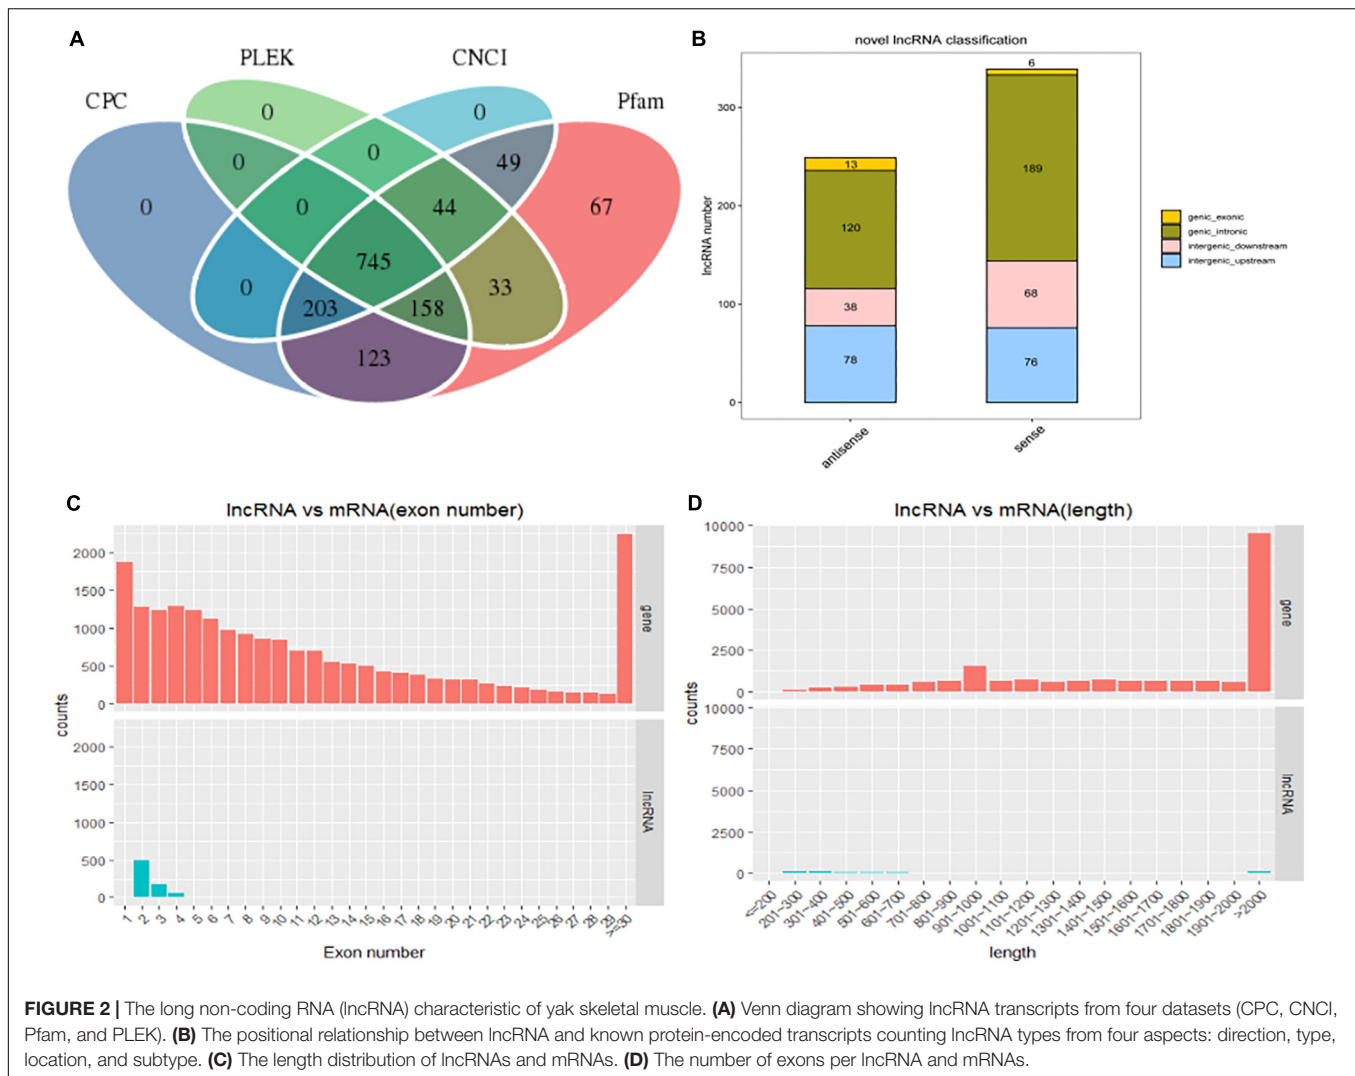 A
PLEK
CNCI
CPC
Pfam
0
0
0
0
49
0
0
44
67
745
0
203
158
33
123
B
novel lncRNA classification
lncRNA number
300
200
100
0
13
120
38
78
6
189
68
76
antisense
sense
genic_exonic
genic_intronic
intergenic_downstream
intergenic_upstream
C
lncRNA vs mRNA(exon number)
counts
2000
1500
1000
500
0
gene
2000
1500
1000
500
0
lncRNA
1 2 3 4 5 6 7 8 9 10 11 12 13 14 15 16 17 18 19 20 21 22 23 24 25 26 27 28 29 >=30
Exon number
D
lncRNA vs mRNA(length)
counts
10000
7500
5000
2500
0
gene
10000
7500
5000
2500
0
lncRNA
<=200 201~300 301~400 401~500 501~600 601~700 701~800 801~900 901~1000 1001~1100 1101~1200 1201~1300 1301~1400 1401~1500 1501~1600 1601~1700 1701~1800 1801~1900 1901~2000 >2000
length
FIGURE 2 | The long non-coding RNA (lncRNA) characteristic of yak skeletal muscle. (A) Venn diagram showing lncRNA transcripts from four datasets (CPC, CNCI,
Pfam, and PLEK). (B) The positional relationship between lncRNA and known protein-encoded transcripts counting lncRNA types from four aspects: direction, type,
location, and subtype. (C) The length distribution of lncRNAs and mRNAs. (D) The number of exons per lncRNA and mRNAs.